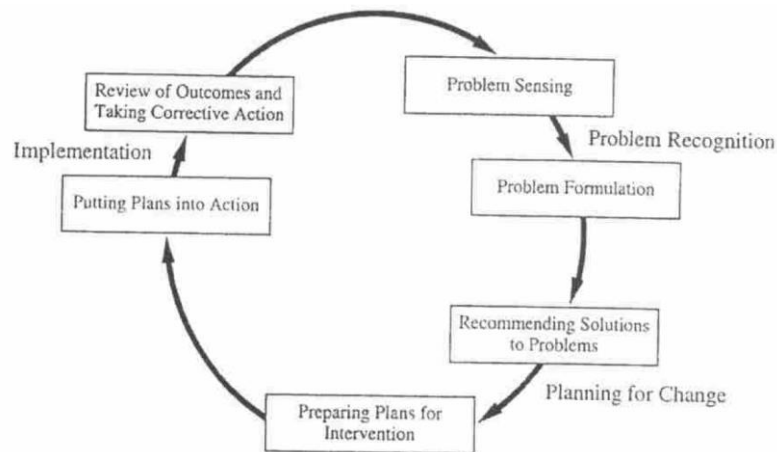 Review of Outcomes and
Taking Corrective Action
Problem Sensing
Implementation
Problem Recognition
Putting Plans into Action
Problem Formulation
Recommending Solutions
to Problems
Planning for Change
Preparing Plans for
Intervention